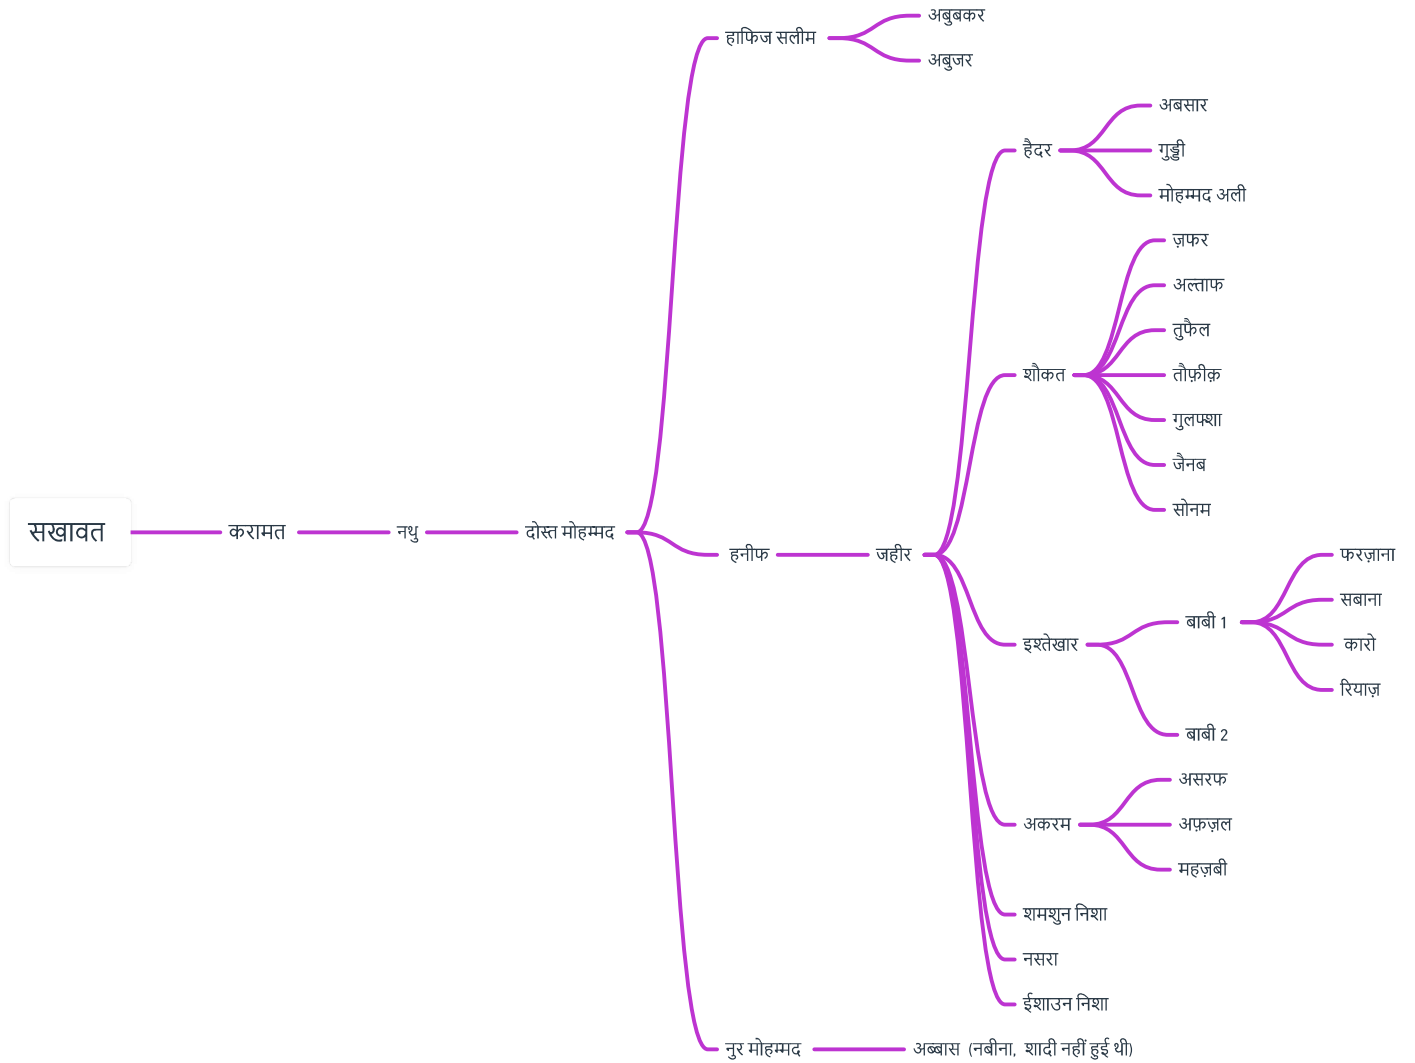 सखावत
करामत
नथु
दोस्त मोहम्मद
हाफिज सलीम
अबुबकर
अबुजर
हनीफ
जहीर
हैदर
अबसार
गुड्डी
मोहम्मद अली
शौकत
ज़फर
अल्ताफ
तुफैल
तौफ़ीक़
गुलफ्शा
जैनब
सोनम
इश्तेखार
बाबी 1
फरज़ाना
सबाना
कारो
रियाज़
बाबी 2
अकरम
असरफ
अफ़ज़ल
महज़बी
शमशुन निशा
नसरा
ईशाउन निशा
नुर मोहम्मद
अब्बास (नबीना, शादी नहीं हुई थी)